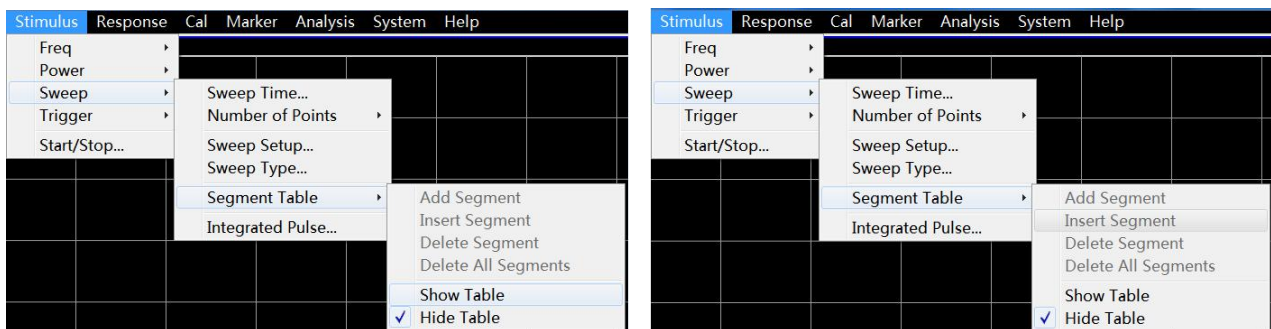 Stimulus Response Cal Marker Analysis System Help
Freq
Power
Sweep
Trigger
Start/Stop...
Sweep Time...
Number of Points
Sweep Setup...
Sweep Type...
Segment Table
Integrated Pulse...
Add Segment
Insert Segment
Delete Segment
Delete All Segments
Show Table
Hide Table
Stimulus Response Cal Marker Analysis System Help
Freq
Power
Sweep
Trigger
Start/Stop...
Sweep Time...
Number of Points
Sweep Setup...
Sweep Type...
Segment Table
Integrated Pulse...
Add Segment
Insert Segment
Delete Segment
Delete All Segments
Show Table
Hide Table